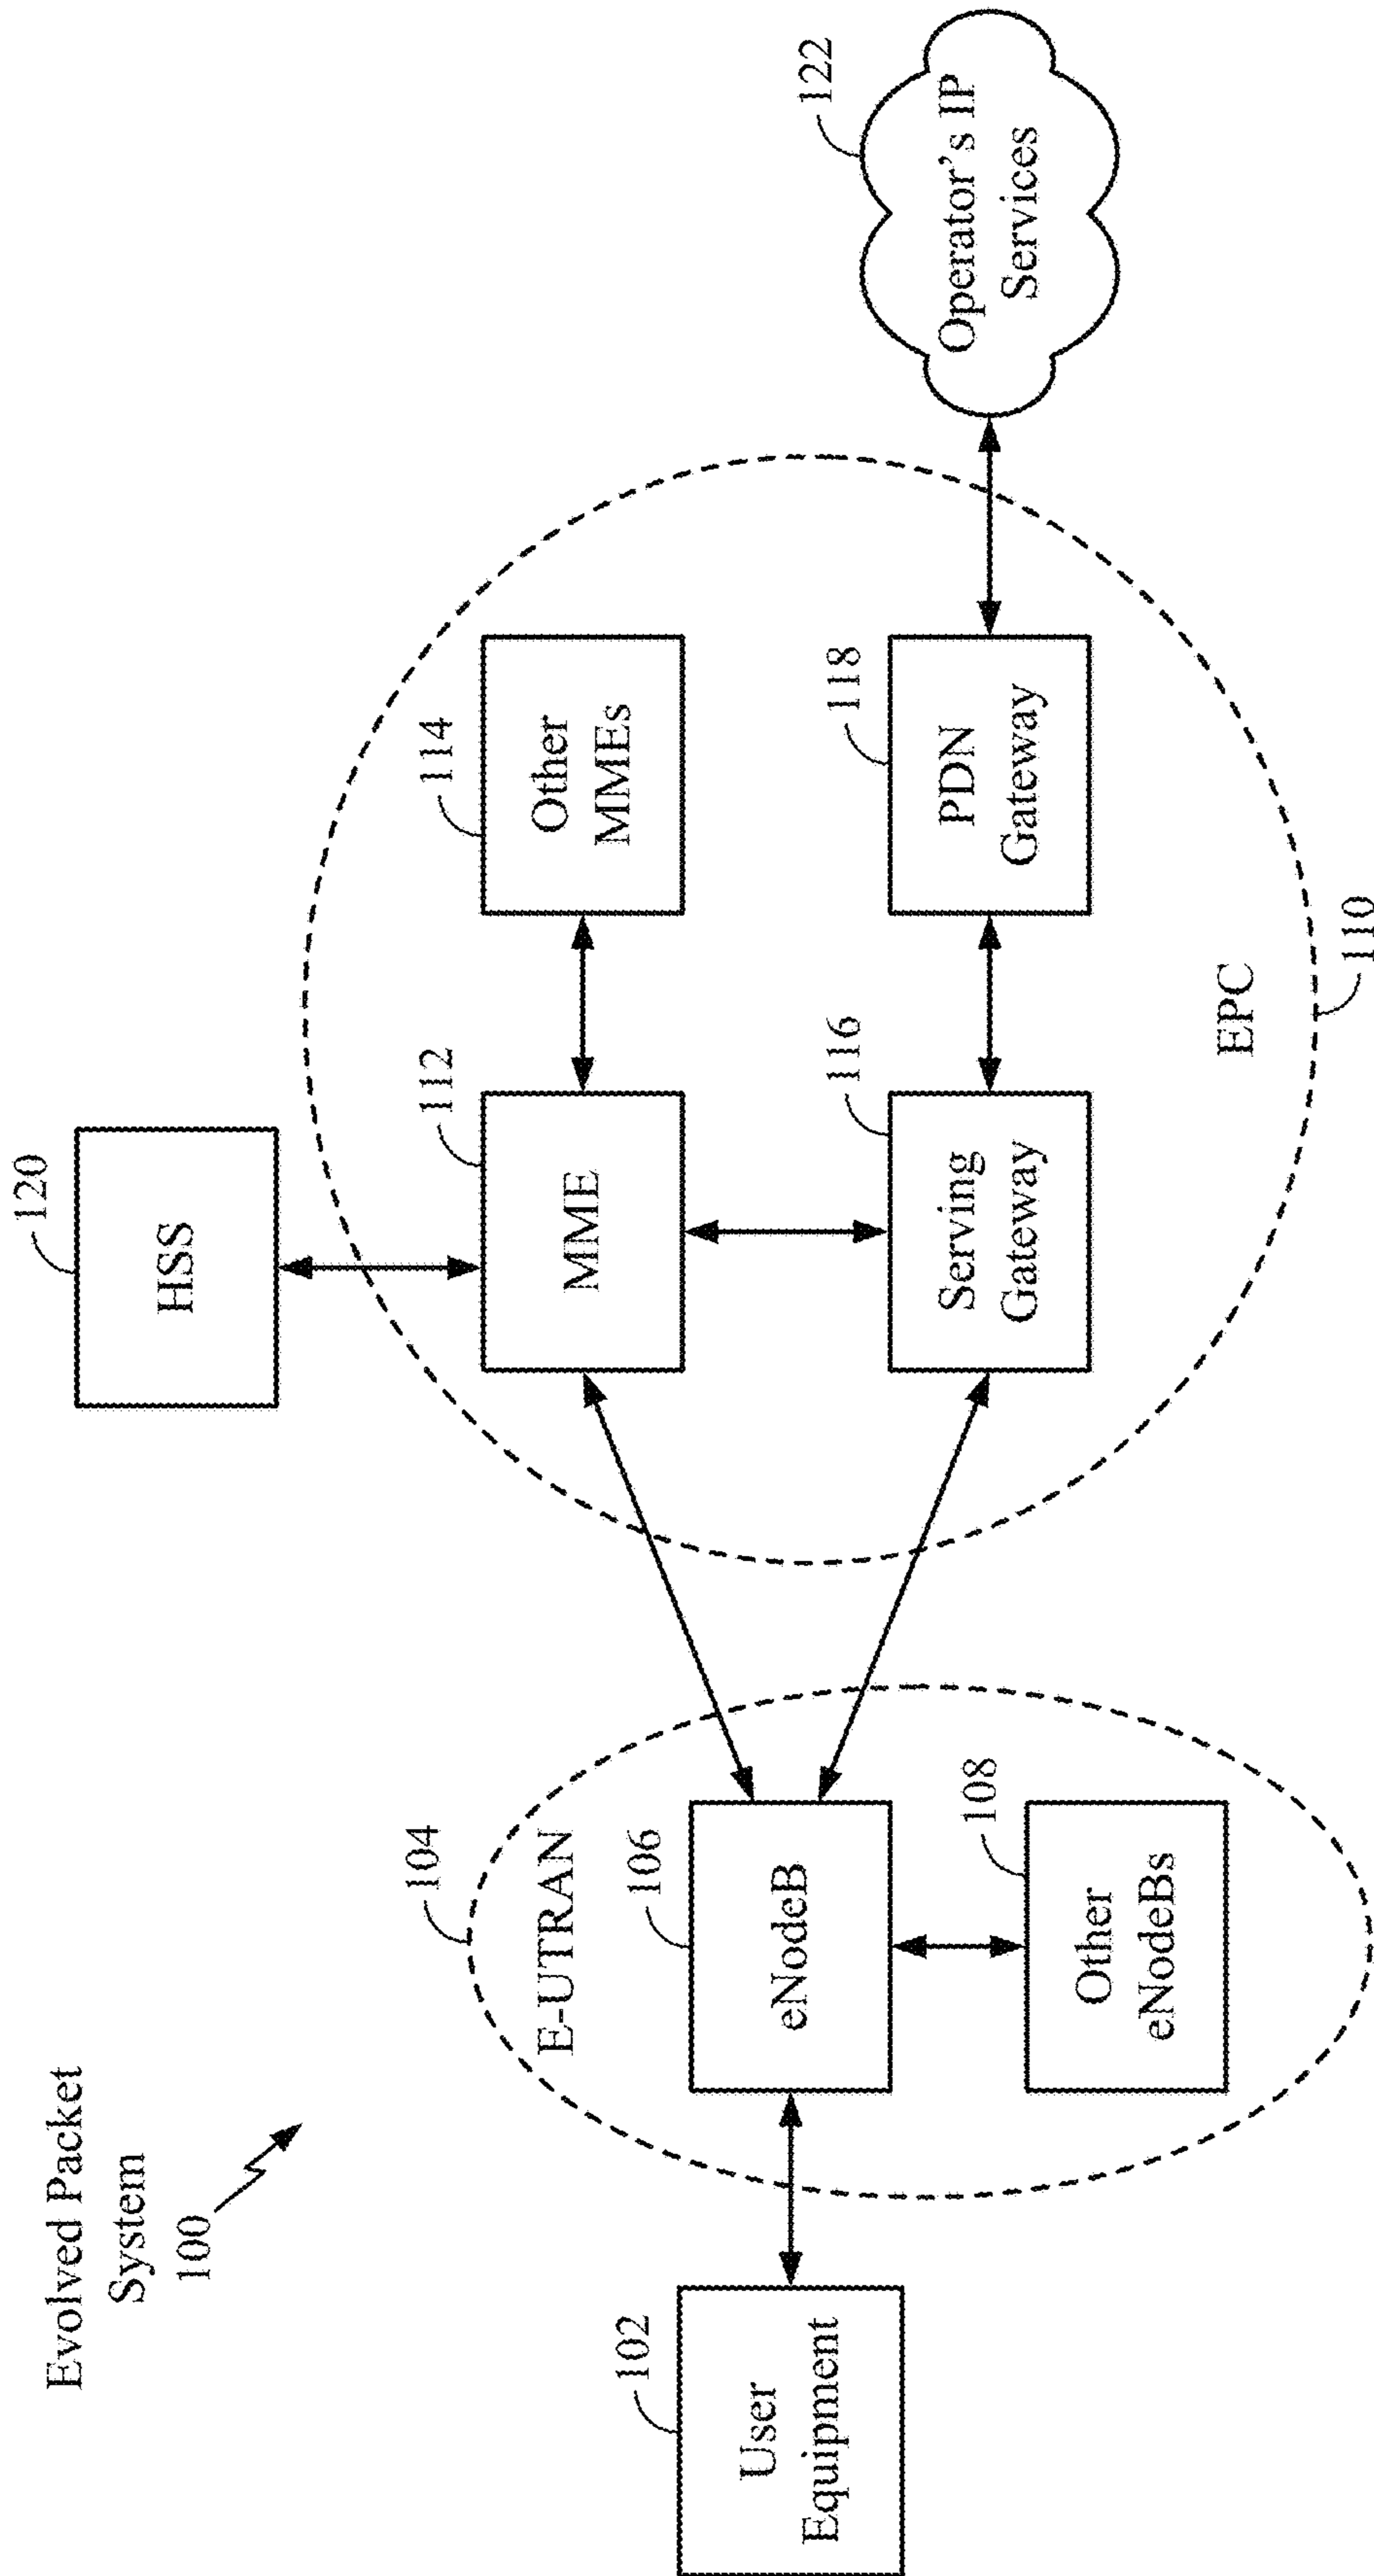 Evolved Packet
System
100
120
HSS
104
E-UTRAN
112
MME
114
Other
MMEs
102
User
Equipment
106
eNodeB
108
Other
eNodeBs
116
Serving
Gateway
118
PDN
Gateway
122
Operator's IP
Services
EPC
110